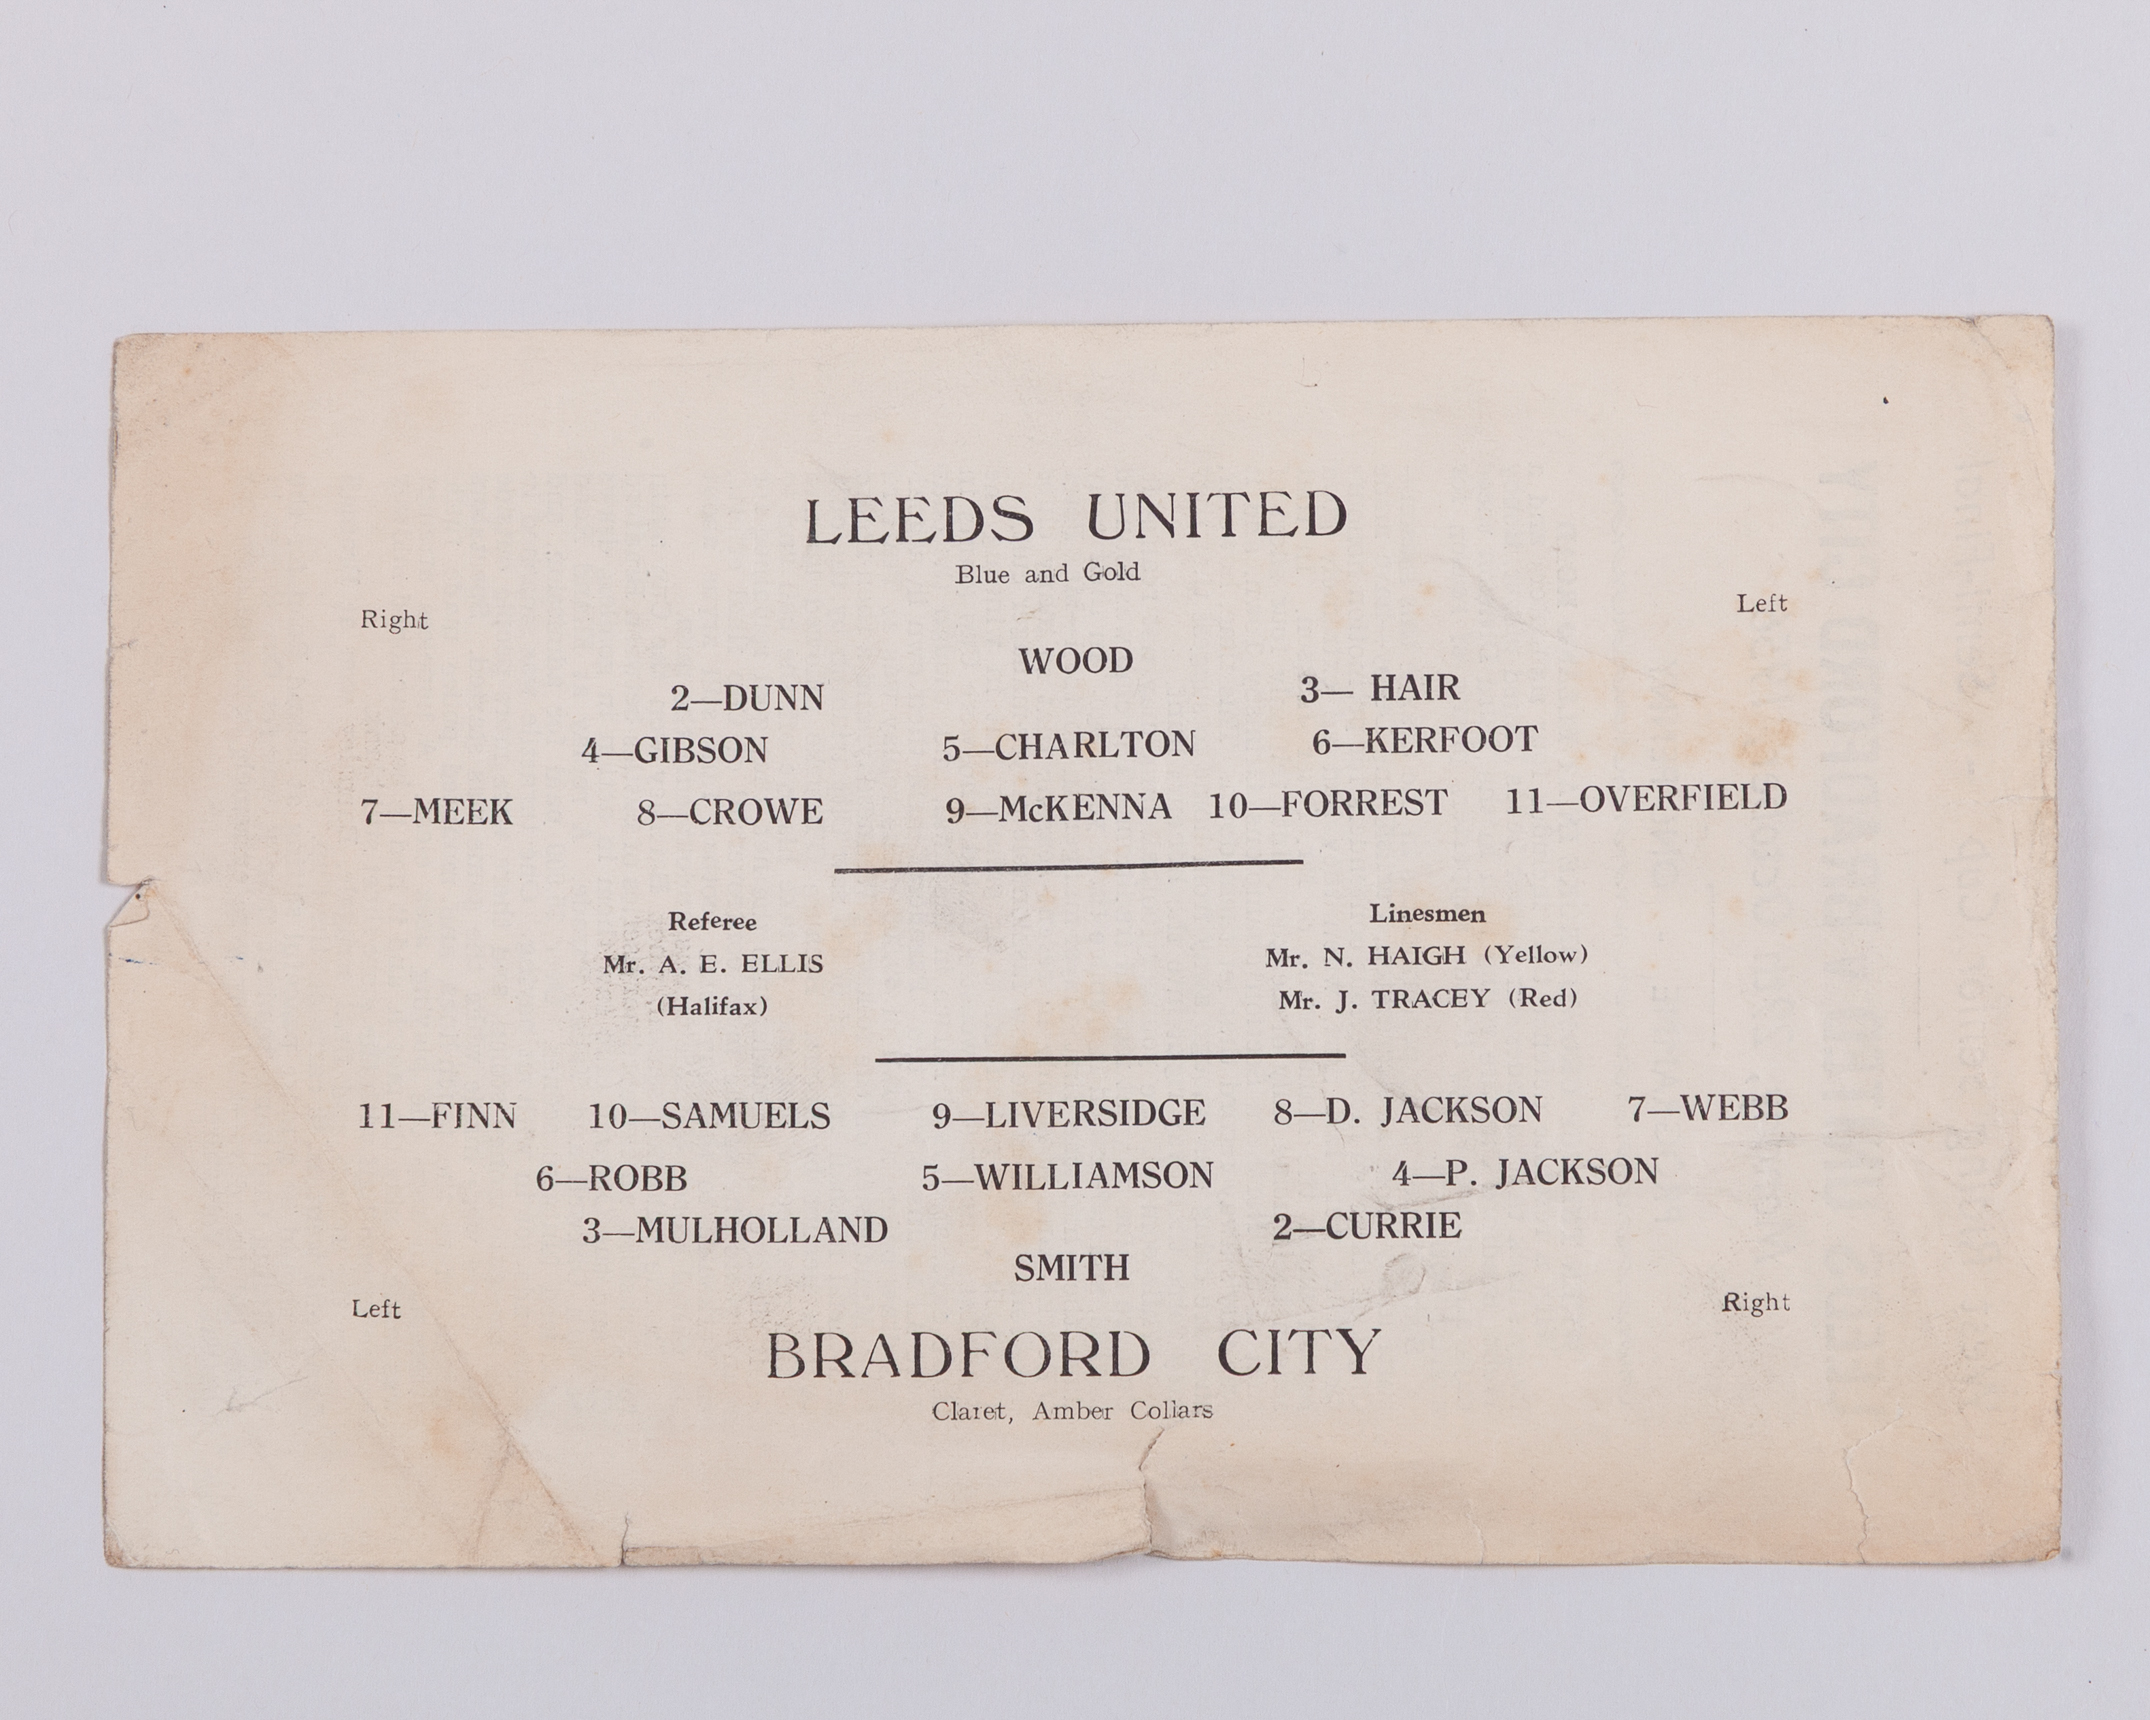 LEEDS UNITED
Blue and Gold
Right Left
WOOD
2—DUNN 3— HAIR
4—GIBSON 5—CHARLTON 6—KERFOOT
7—MEEK 8—CROWE 9—McKENNA 10—FORREST 11—OVERFIELD
Referee Linesmen
Mr. A. E. ELLIS Mr. N. HAIGH (Yellow)
(Halifax) Mr. J. TRACEY (Red)
11—FINN 10—SAMUELS 9—LIVERSIDGE 8—D. JACKSON 7—WEBB
6—ROBB 5—WILLIAMSON 4—P. JACKSON
3—MULHOLLAND 2—CURRIE
SMITH
Left Right
BRADFORD CITY
Claret, Amber Collars